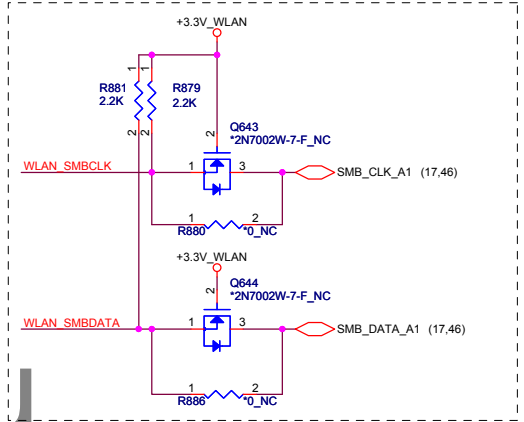 +3.3V_WLAN
1 1
R881 R879
2.2K 2.2K
2 2
2
Q643
*2N7002W-7-F_NC
WLAN_SMBCLK 1 3 SMB_CLK_A1 (17,46)
1 2
R880 *0_NC
+3.3V_WLAN
2
Q644
*2N7002W-7-F_NC
WLAN_SMBDATA 1 3 SMB_DATA_A1 (17,46)
1 2
R886 *0_NC